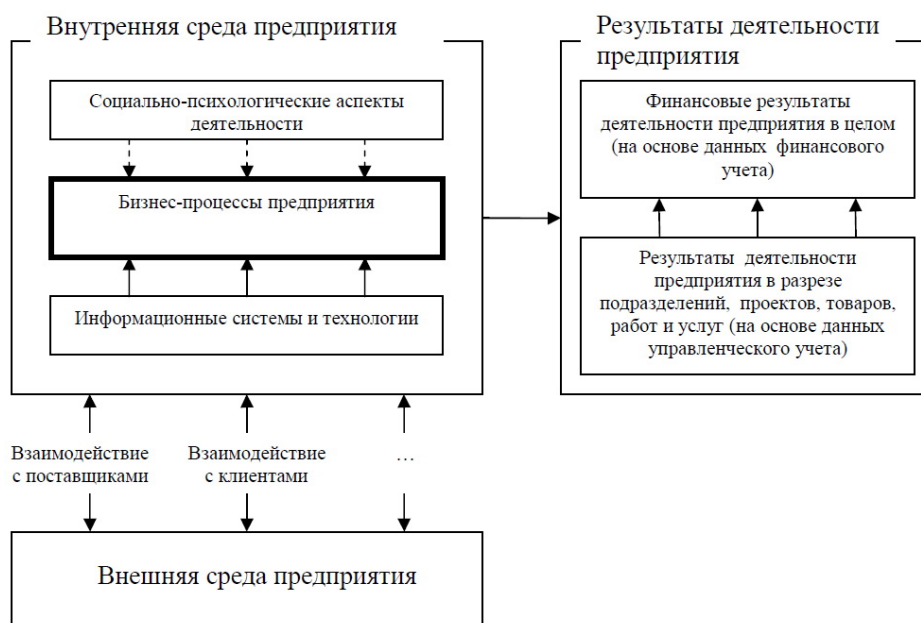 Внутренняя среда предприятия
Социально-психологические аспекты
деятельности
Бизнес-процессы предприятия
Информационные системы и технологии
Результаты деятельности
предприятия
Финансовые результаты
деятельности предприятия в целом
(на основе данных финансового
учета)
Результаты деятельности
предприятия в разрезе
подразделений, проектов, товаров,
работ и услуг (на основе данных
управленческого учета)
Взаимодействие
с поставщиками
Взаимодействие
с клиентами
…
Внешняя среда предприятия